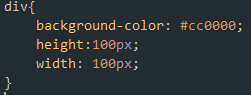 div{
    background-color: #cc0000;
    height:100px;
    width: 100px;
}